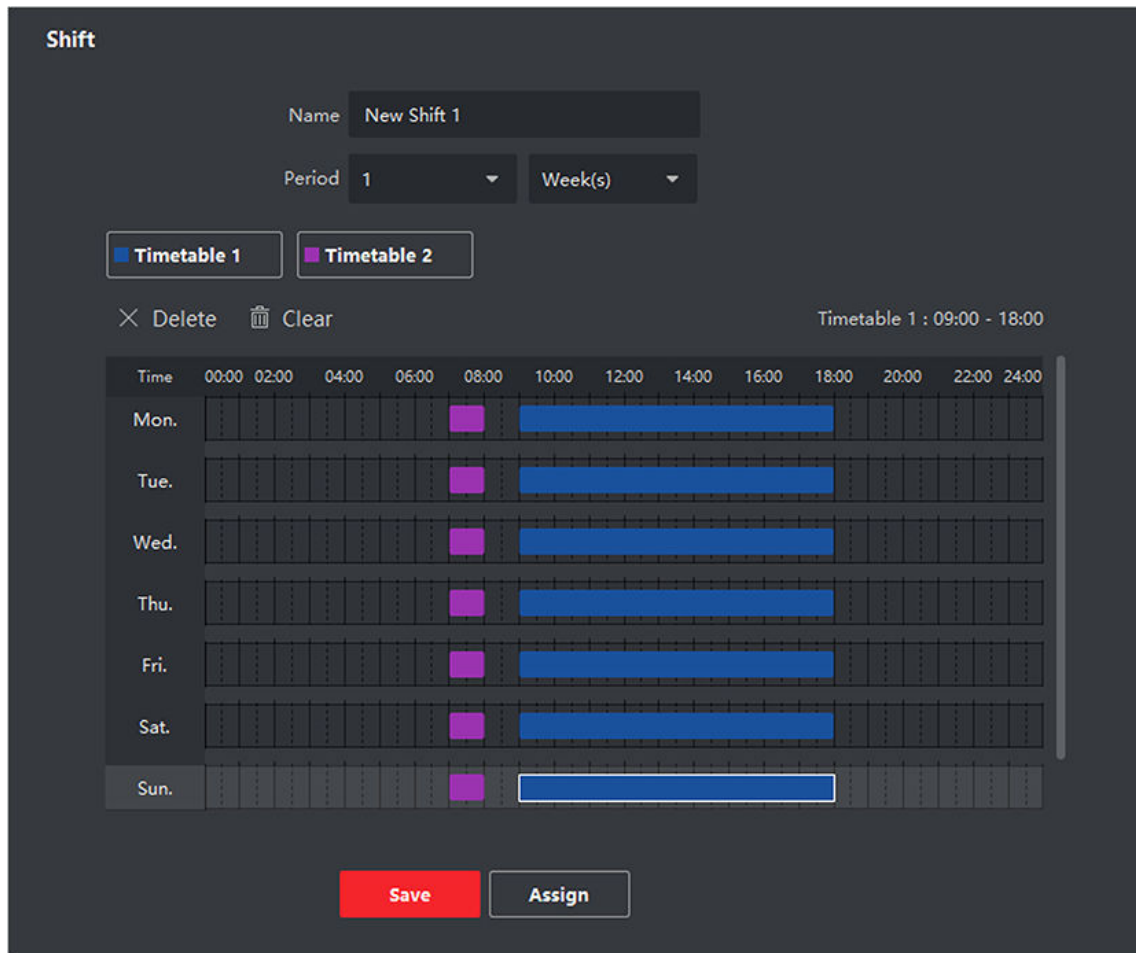 Shift
Name New Shift 1
Period 1 Week(s)
Timetable 1 Timetable 2
Delete Clear Timetable 1 : 09:00 - 18:00
Time 00:00 02:00 04:00 06:00 08:00 10:00 12:00 14:00 16:00 18:00 20:00 22:00 24:00
Mon.
Tue.
Wed.
Thu.
Fri.
Sat.
Sun.
Save Assign